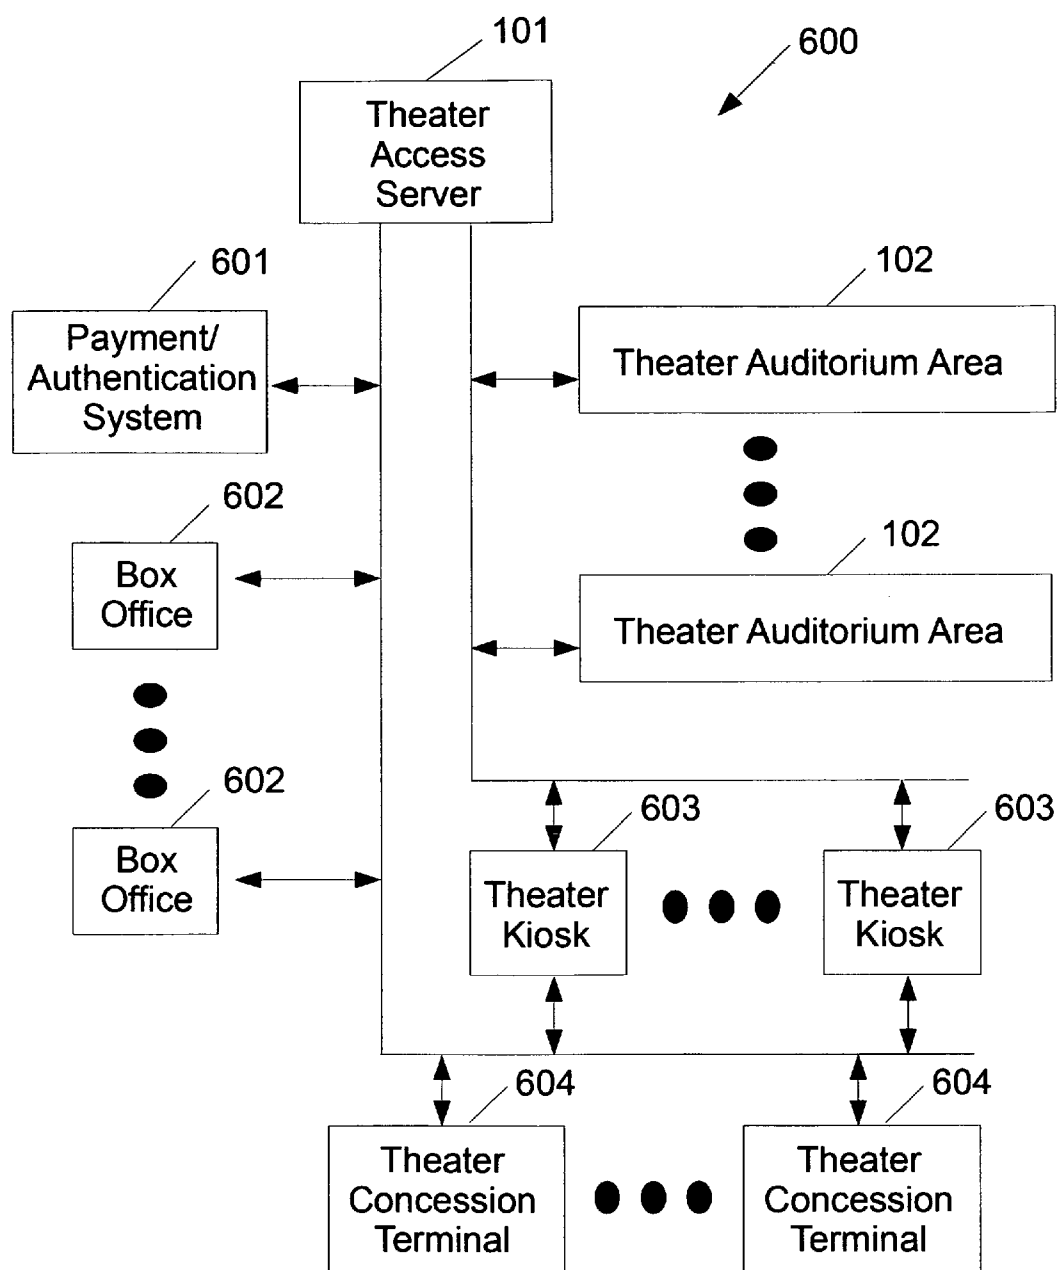 101
600
Theater
Access
Server
601
102
Payment/
Authentication
System
Theater Auditorium Area
602
102
Box
Office
Theater Auditorium Area
602
603
603
Box
Office
Theater
Kiosk
Theater
Kiosk
604
604
Theater
Concession
Terminal
Theater
Concession
Terminal